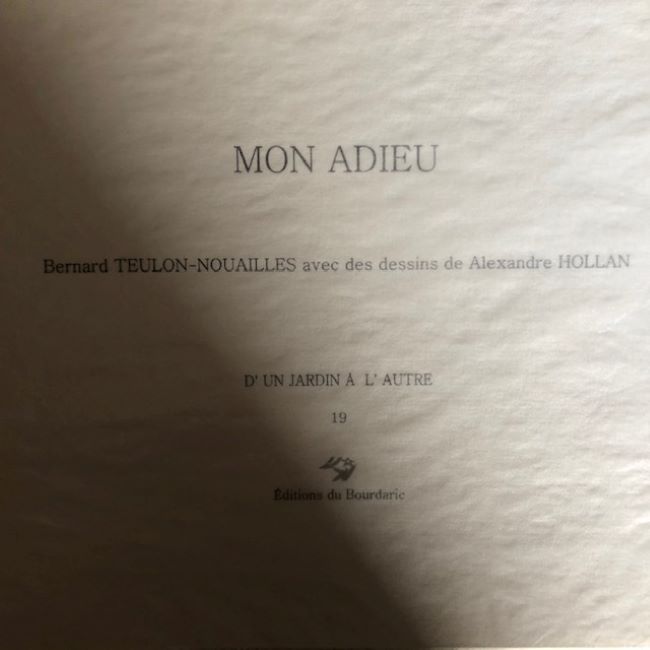 MON ADIEU
Bernard TEULON-NOUAILLES avec des dessins de Alexandre HOLLAN
D' UN JARDIN À L' AUTRE
19
Éditions du Bourdaric